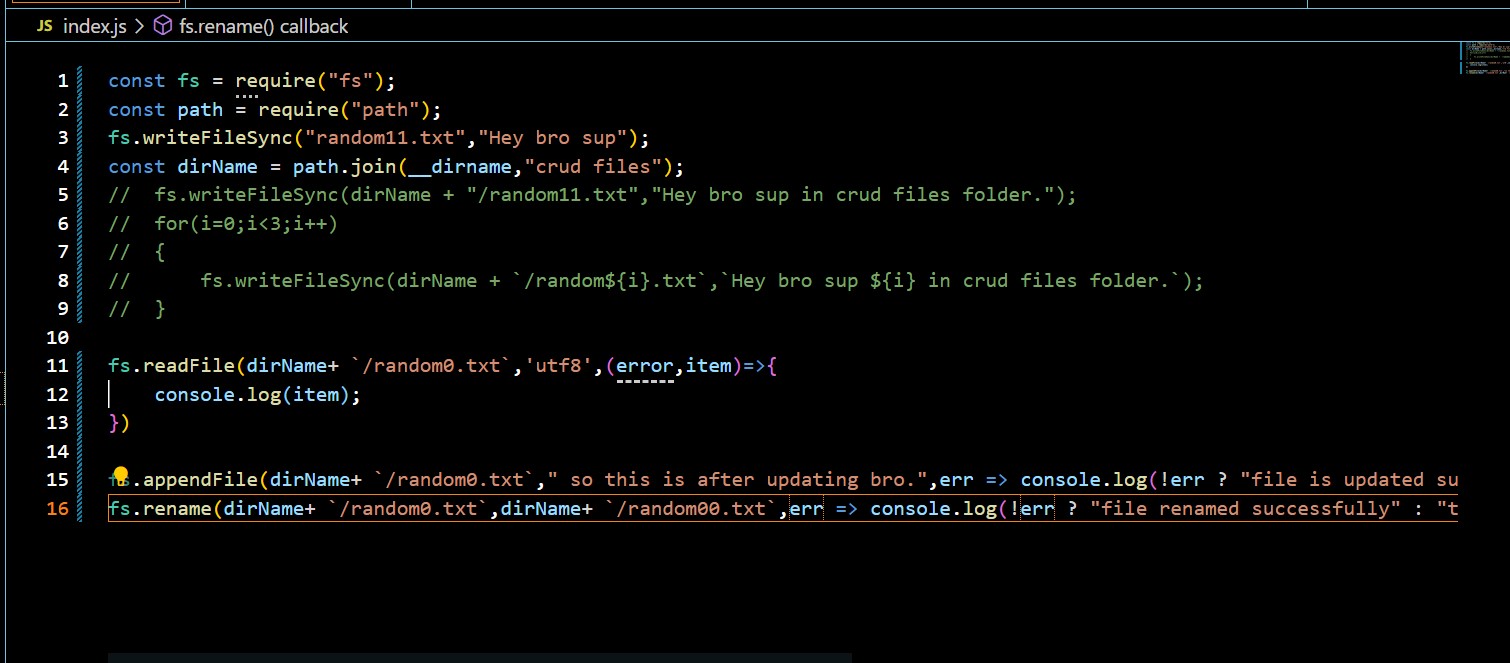 JS index.js > fs.rename() callback
1 const fs = require("fs");
2 const path = require("path");
3 fs.writeFileSync("random11.txt","Hey bro sup");
4 const dirName = path.join(__dirname,"crud files");
5 //  fs.writeFileSync(dirName + "/random11.txt","Hey bro sup in crud files folder.");
6 //  for(i=0;i<3;i++)
7 //  {
8 //      fs.writeFileSync(dirName + `/random${i}.txt`,`Hey bro sup ${i} in crud files folder.`);
9 //  }
10
11 fs.readFile(dirName+ `/random0.txt`,'utf8',(error,item)=>{
12     console.log(item);
13 })
14
15 fs.appendFile(dirName+ `/random0.txt`," so this is after updating bro.",err => console.log(!err ? "file is updated su
16 fs.rename(dirName+ `/random0.txt`,dirName+ `/random00.txt`,err => console.log(!err ? "file renamed successfully" : "t